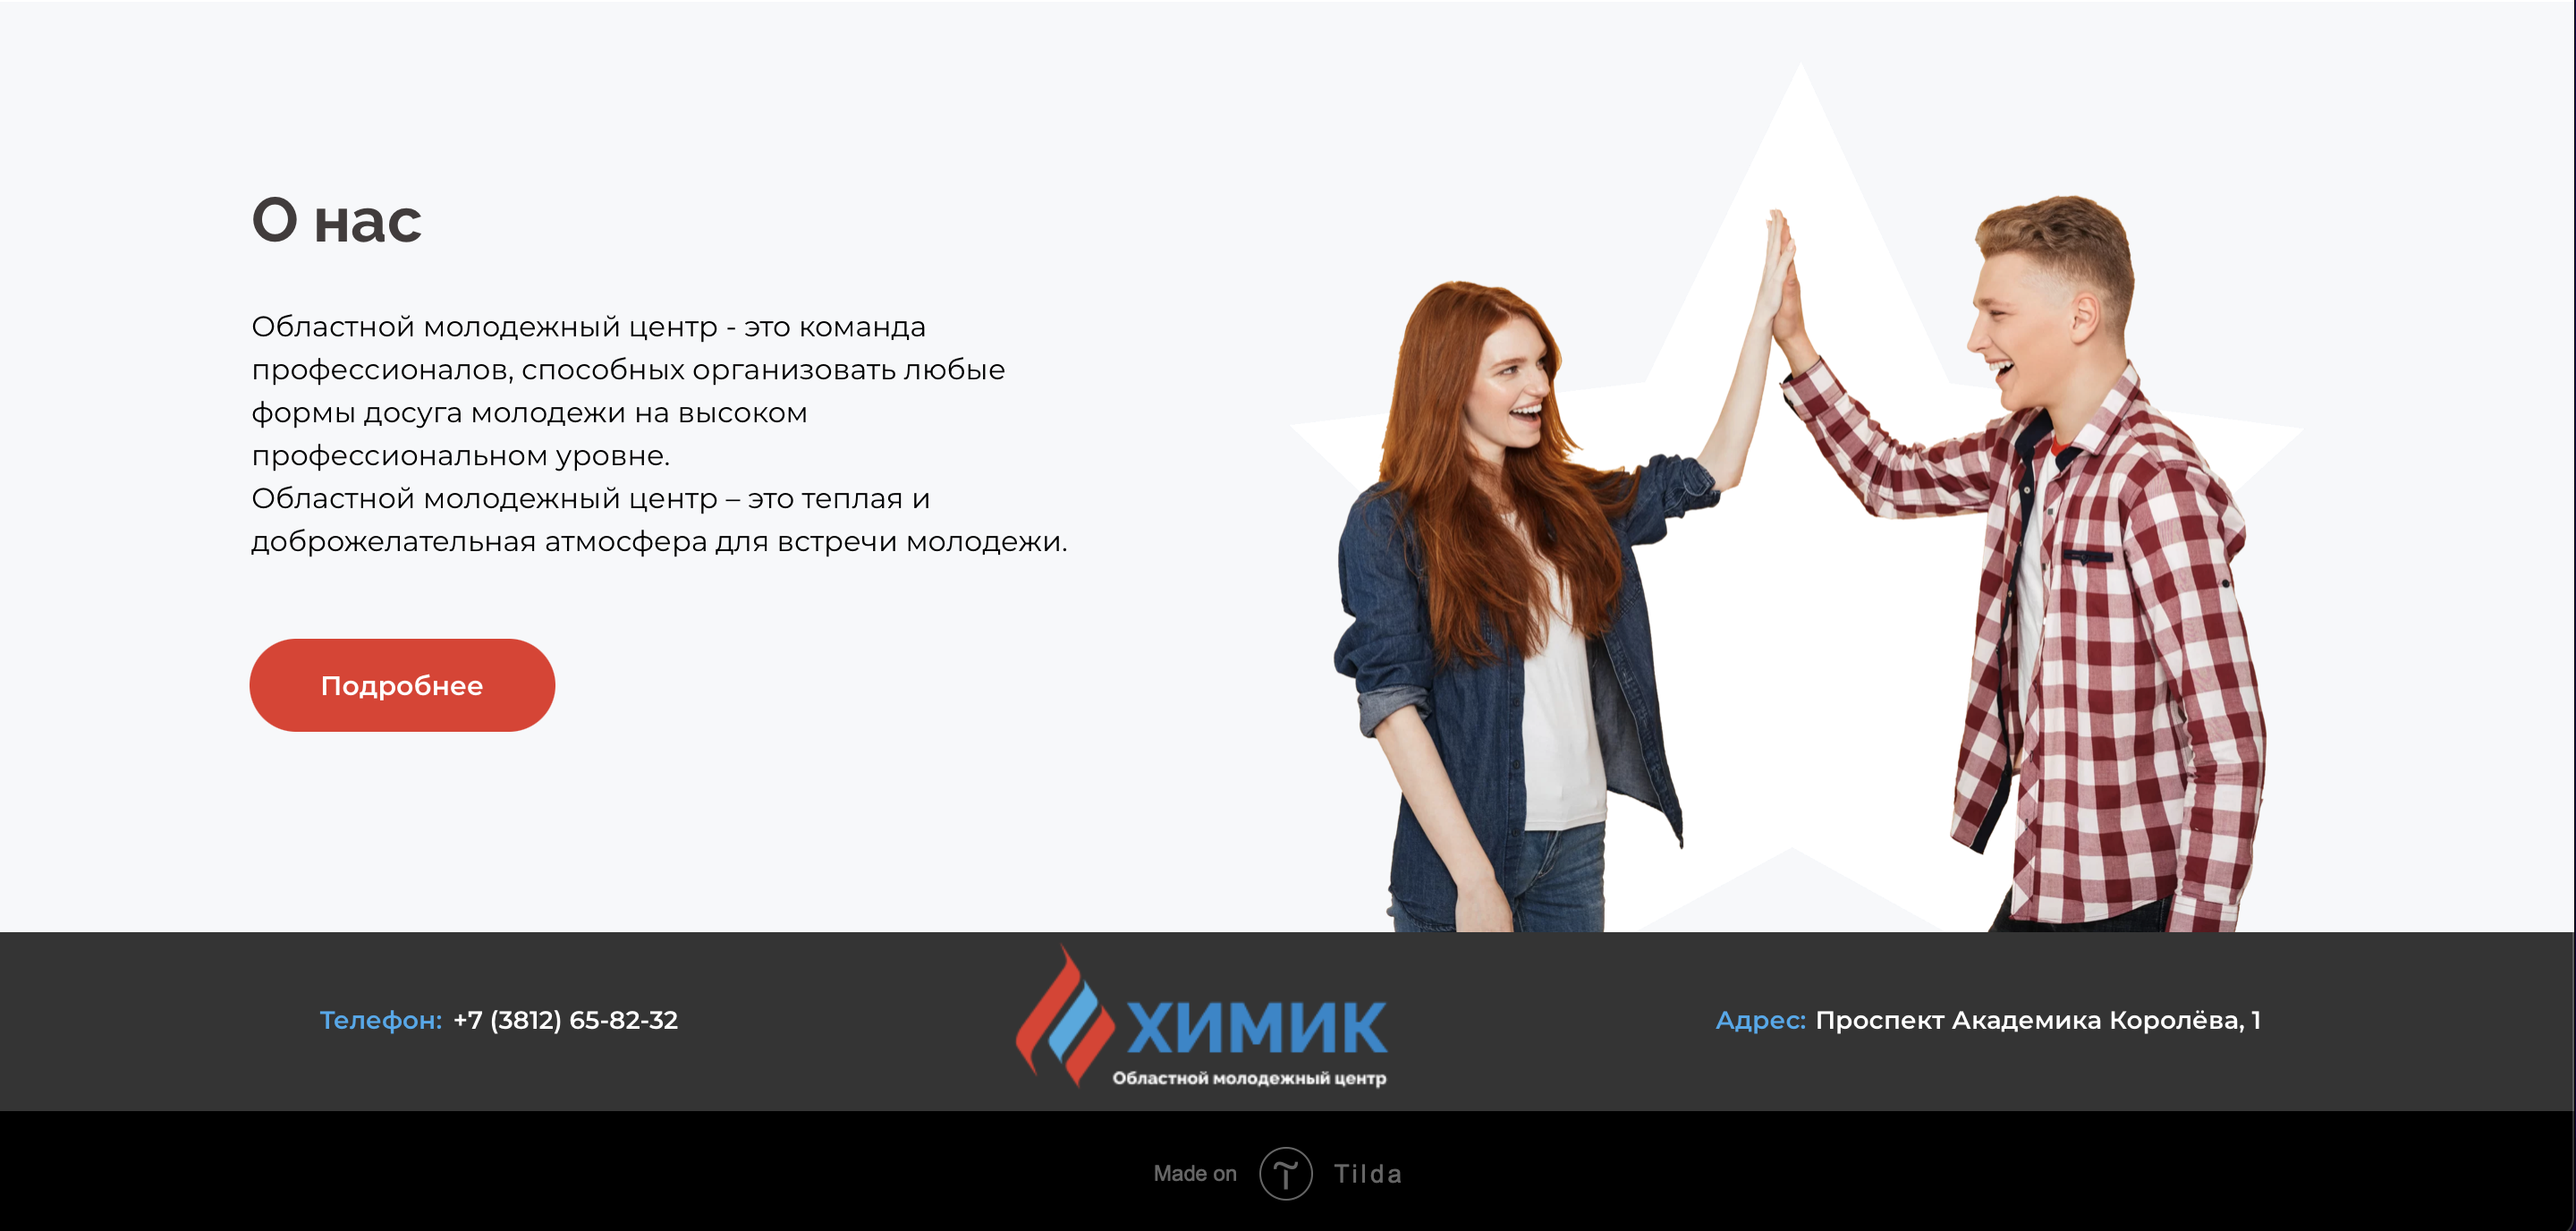 О нас
Областной молодежный центр - это команда
профессионалов, способных организовать любые
формы досуга молодежи на высоком
профессиональном уровне.
Областной молодежный центр – это теплая и
доброжелательная атмосфера для встречи молодежи.
Подробнее
Телефон: +7 (3812) 65-82-32
ХИМИК
Областной молодежный центр
Адрес: Проспект Академика Королёва, 1
Made on Tilda